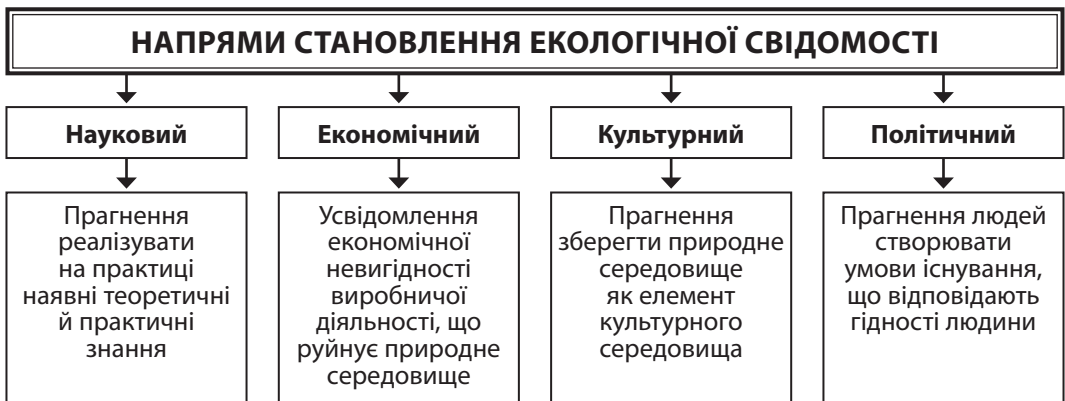 НАПРЯМИ СТАНОВЛЕННЯ ЕКОЛОГІЧНОЇ СВІДОМОСТІ
Науковий
Економічний
Культурний
Політичний
Прагнення
реалізувати
на практиці
наявні теоретичні
й практичні
знання
Усвідомлення
економічної
невигідності
виробничої
діяльності, що
руйнує природне
середовище
Прагнення
зберегти природне
середовище
як елемент
культурного
середовища
Прагнення людей
створювати
умови існування,
що відповідають
гідності людини